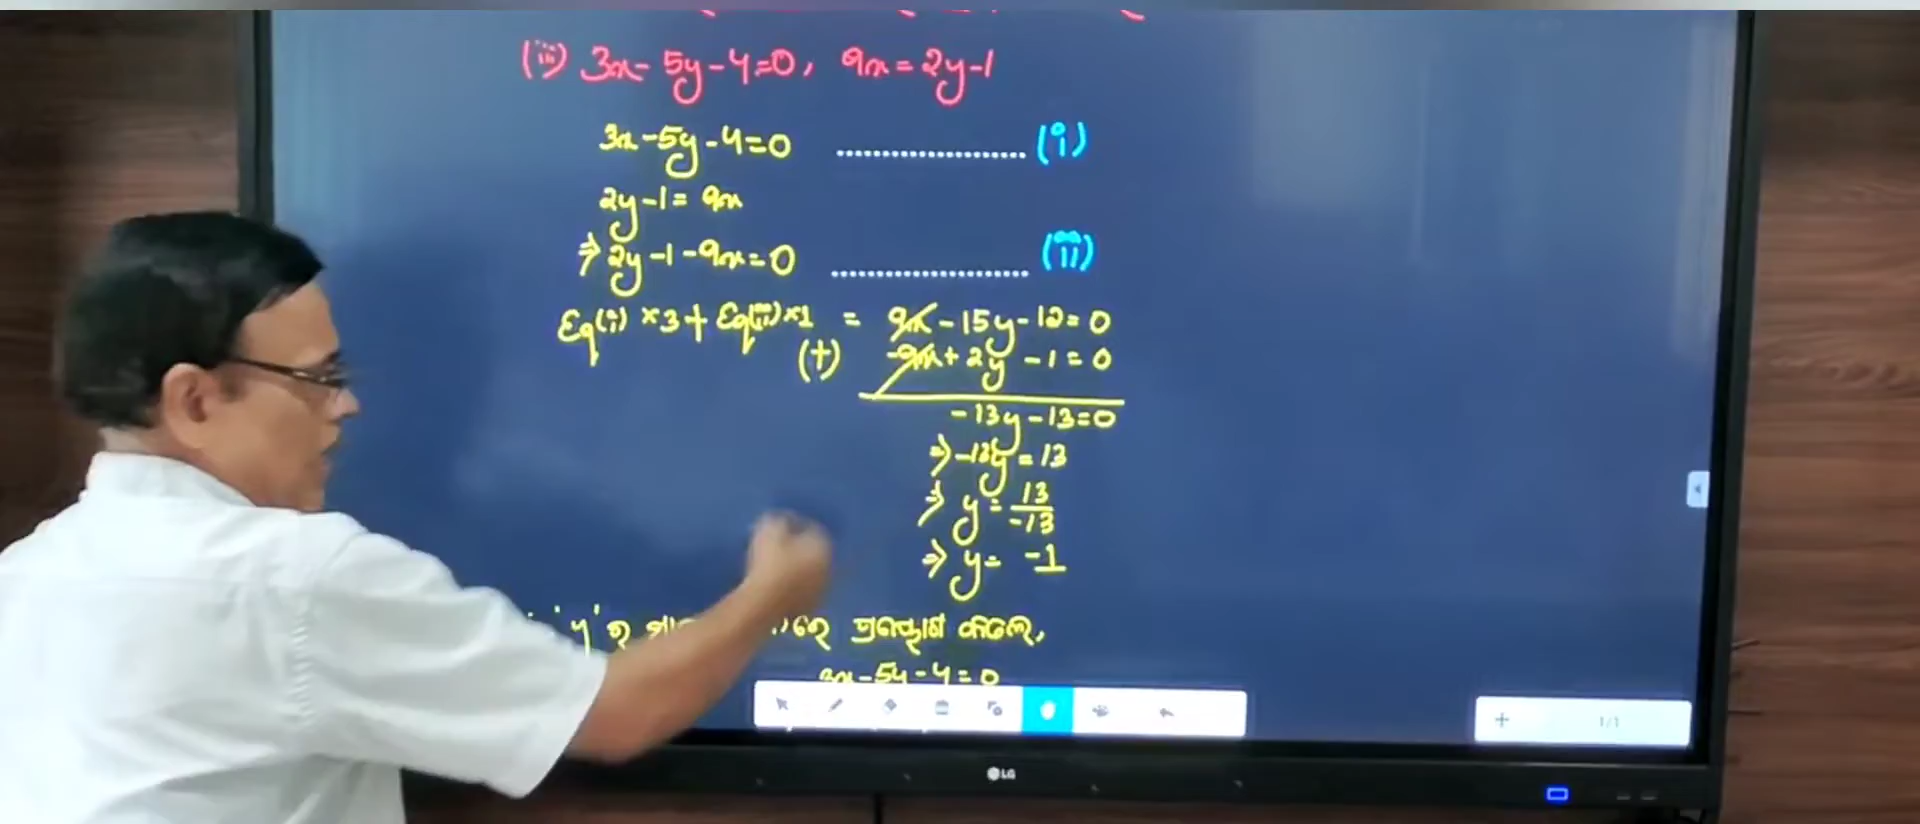 (iii) 3x - 5y - 4 = 0, 9x = 2y - 1
3x - 5y - 4 = 0 .................... (i)
2y - 1 = 9x
⇒ 2y - 1 - 9x = 0 .................... (ii)
Eq(i) ×3 + Eq(ii) ×1 = 9x - 15y - 12 = 0
(+) -9x + 2y - 1 = 0
-13y - 13 = 0
⇒ -13y = 13
⇒ y = 13/-13
⇒ y = -1
'y' ର ରେ ପ୍ରୟୋଗ କଲେ,
3x - 5y - 4 = 0
1/1
LG